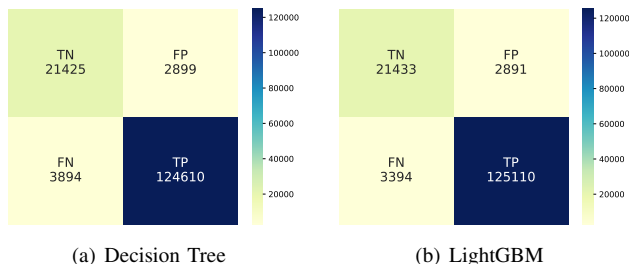 TN
21425
FP
2899
FN
3894
TP
124610
120000
100000
80000
60000
40000
20000
(a) Decision Tree
TN
21433
FP
2891
FN
3394
TP
125110
120000
100000
80000
60000
40000
20000
(b) LightGBM